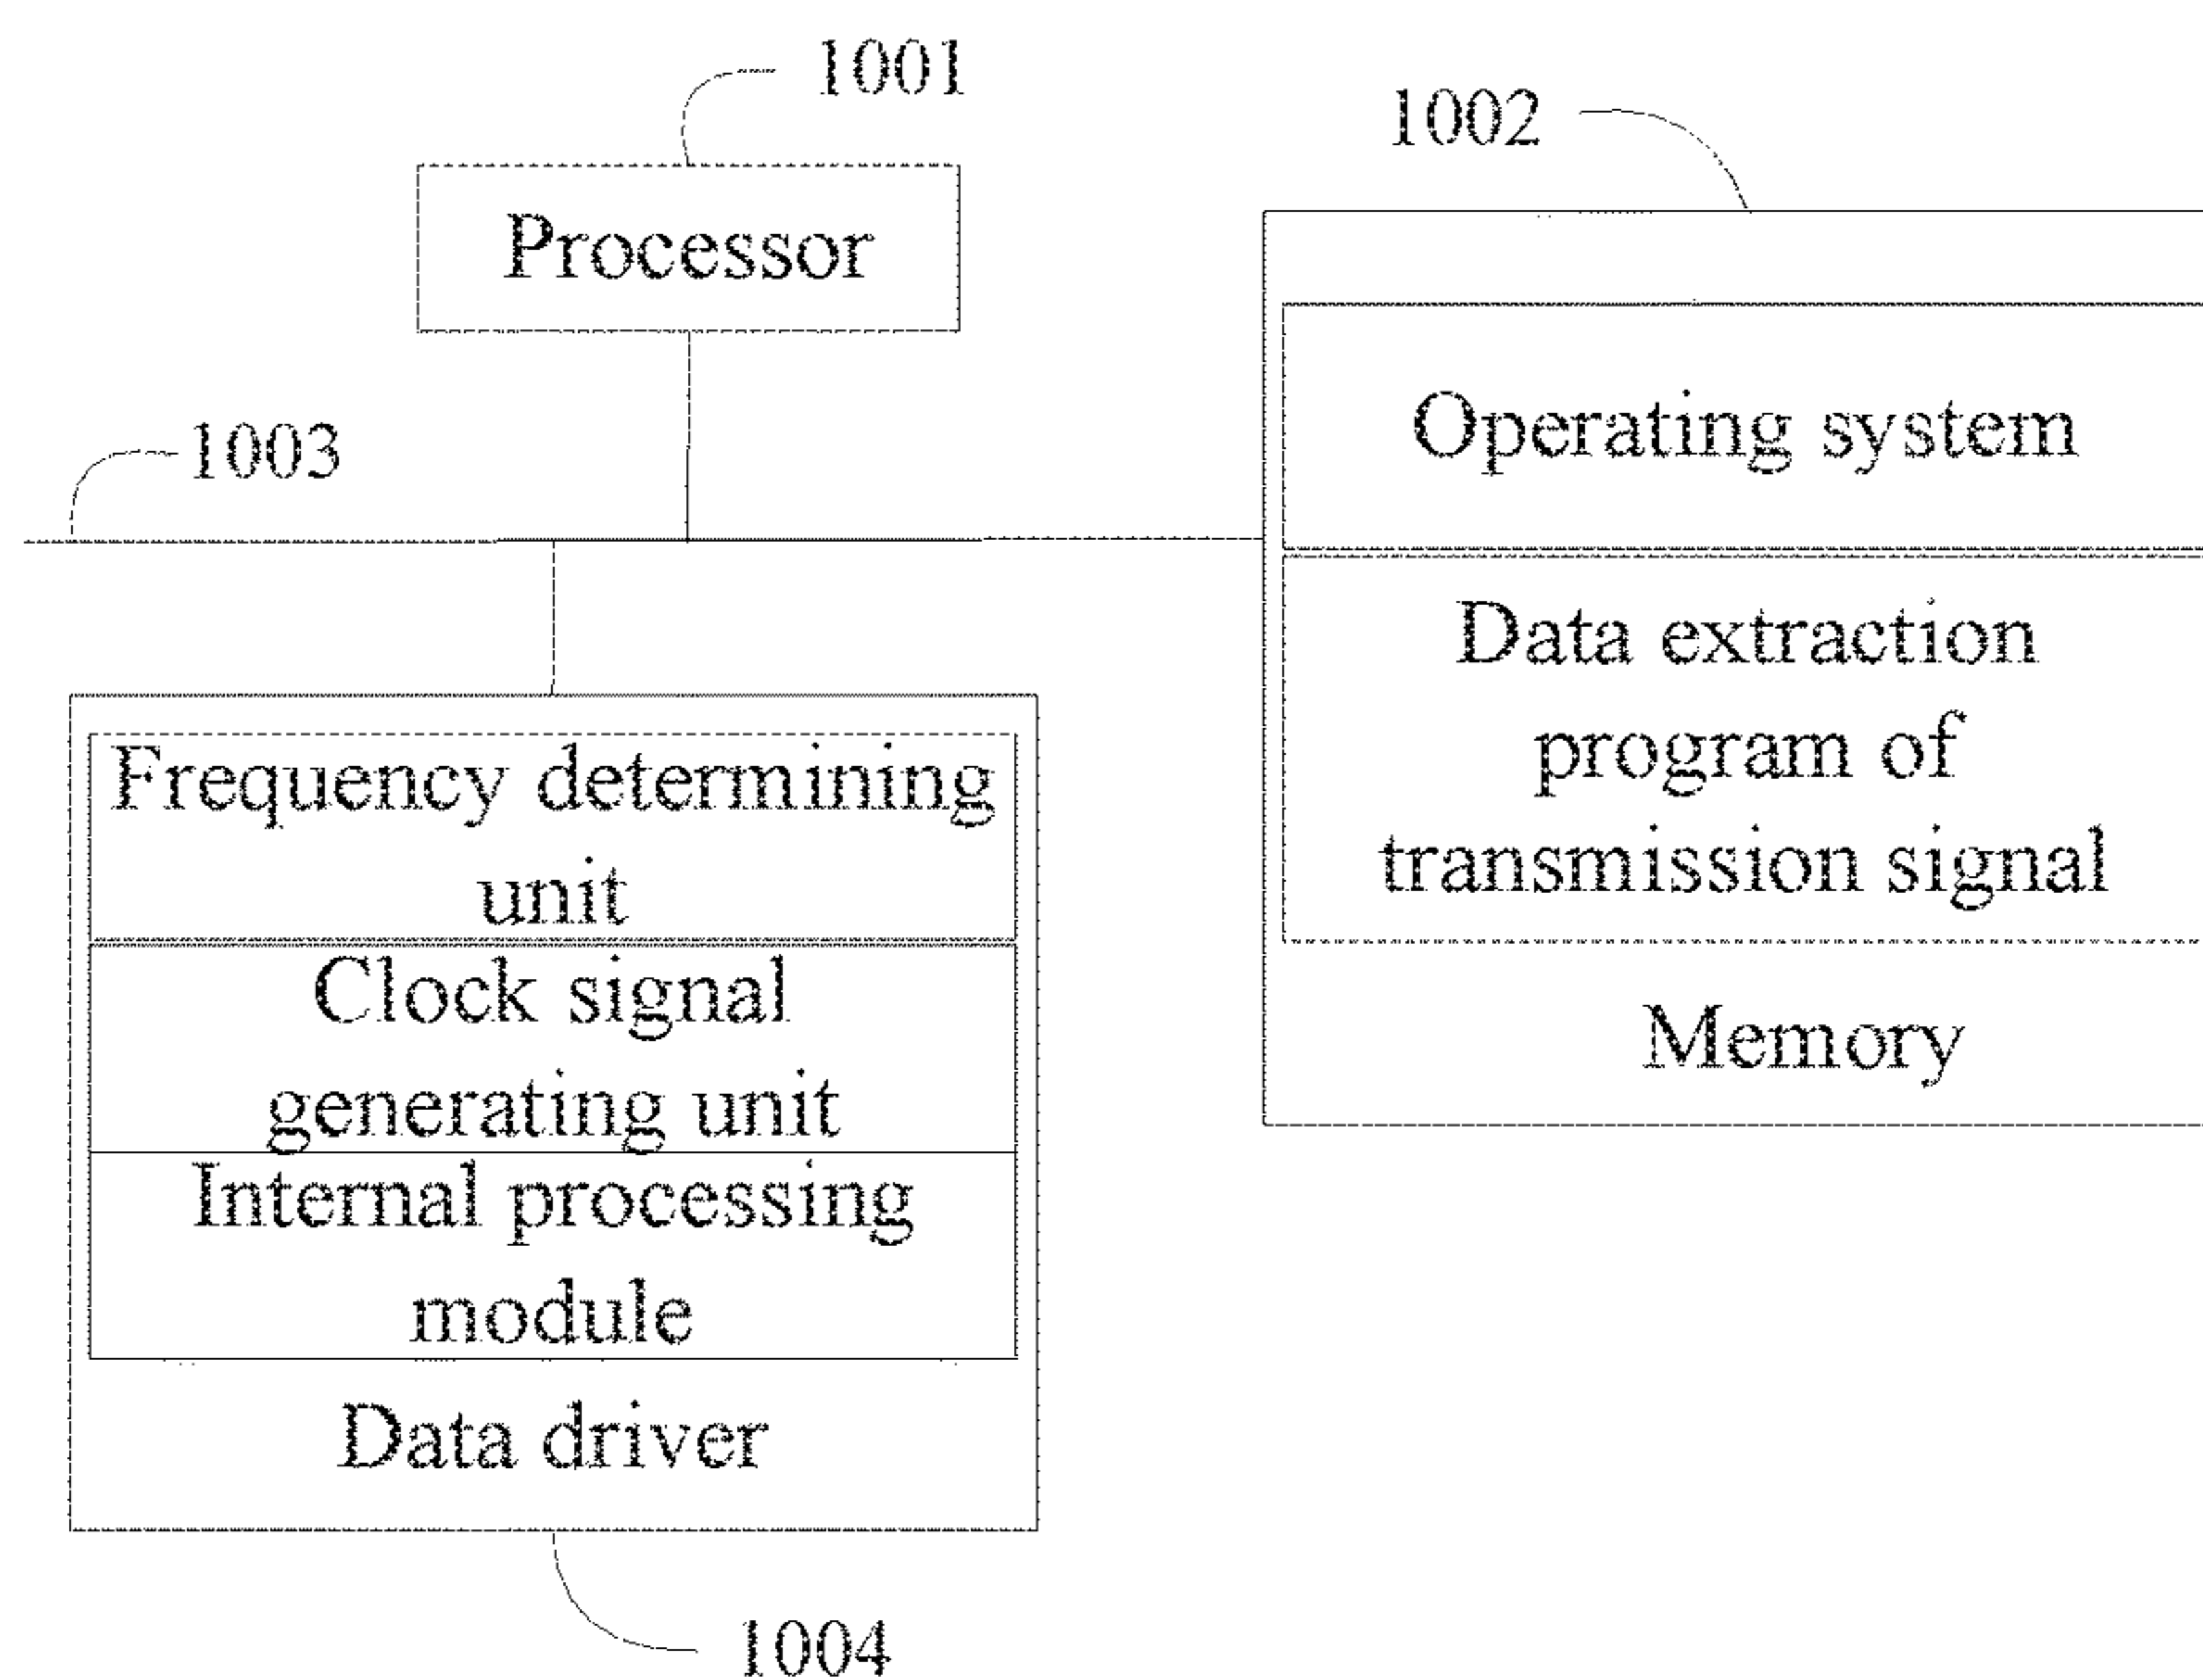 1001
1002
Processor
1003
Operating system
Data extraction
program of
transmission signal
Memory
Frequency determining
unit
Clock signal
generating unit
Internal processing
module
Data driver
1004